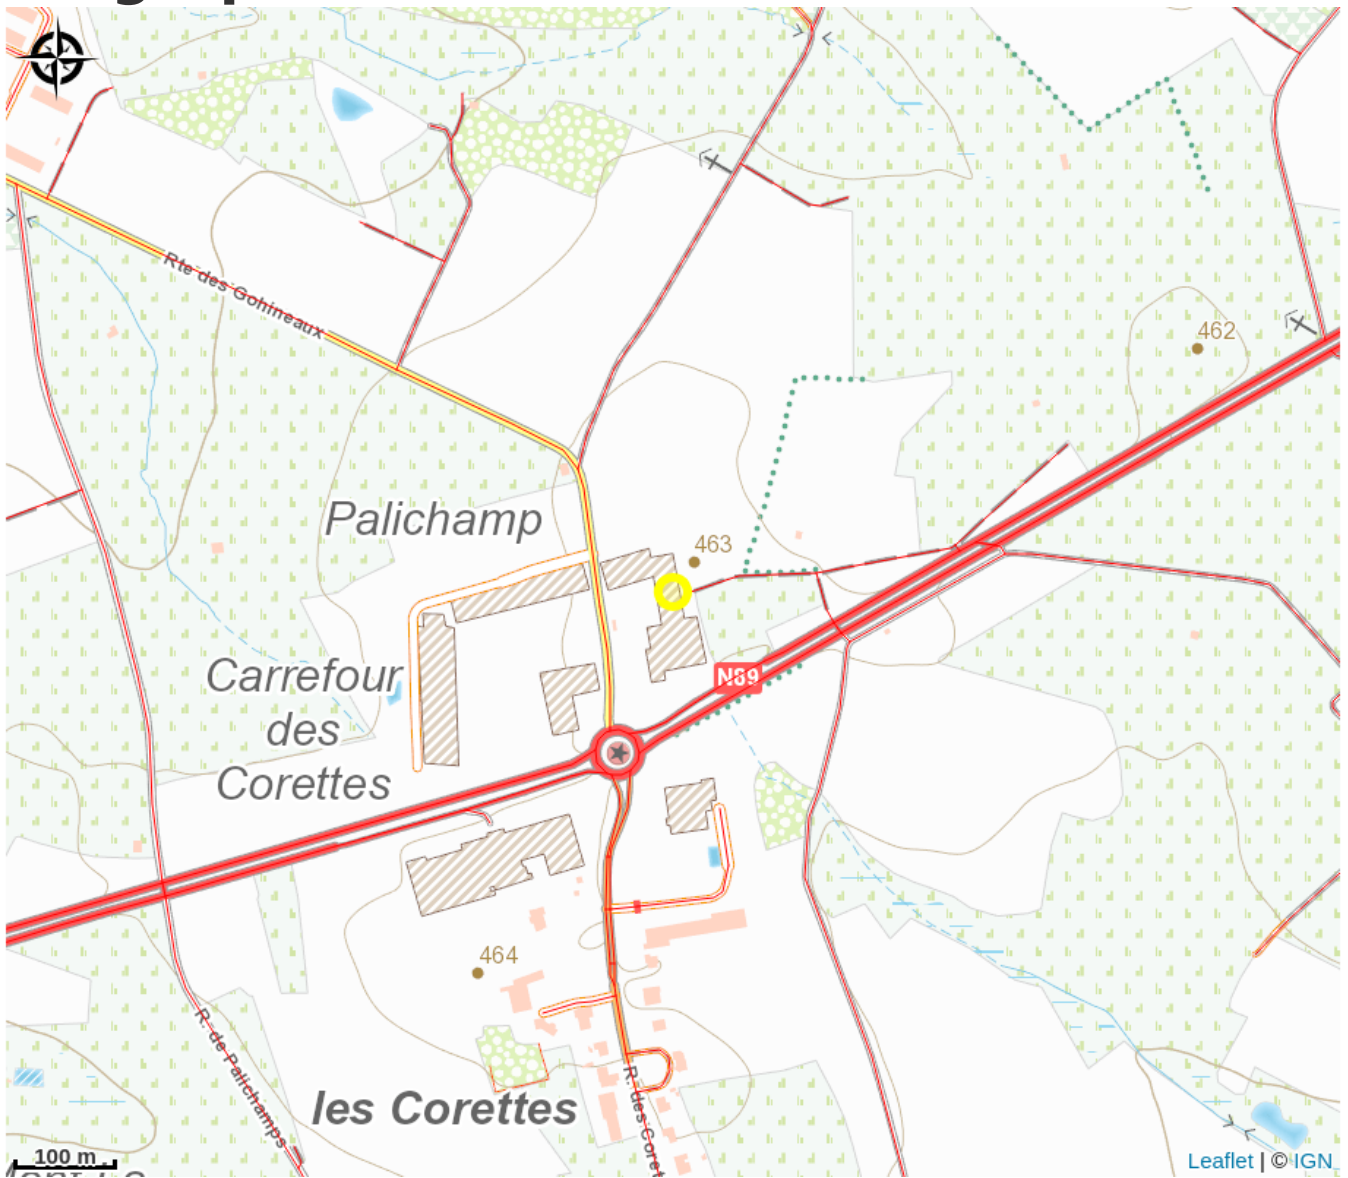 Rte des Gohineaux
462
Palichamp
463
Carrefour
des
Corettes
N89
464
R. de Palichamps
les Corettes
R. des Coret
100 m
Leaflet | © IGN